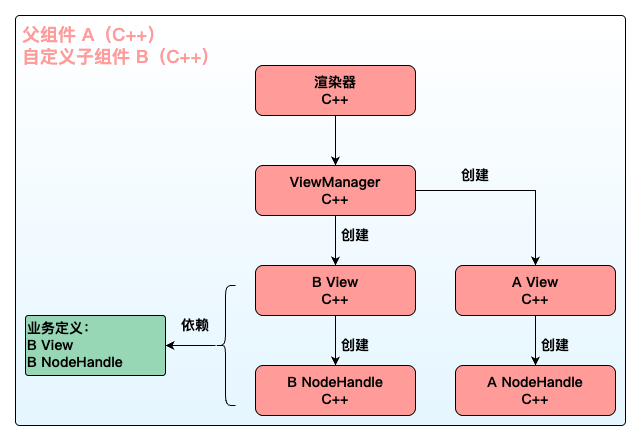 父组件 A（C++）
自定义子组件 B（C++）
渲染器
C++
ViewManager
C++
创建
创建
B View
C++
A View
C++
业务定义：
B View
B NodeHandle
依赖
创建
创建
B NodeHandle
C++
A NodeHandle
C++